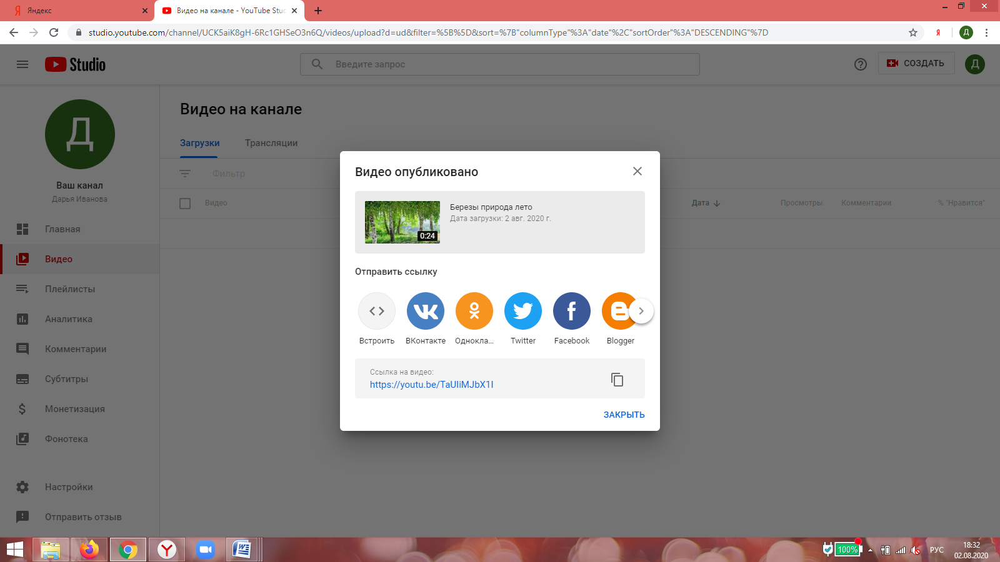 Яндекс
Видео на канале - YouTube Stud
studio.youtube.com/channel/UCK5aiK8gH-6Rc1GHSeO3n6Q/videos/upload?d=ud&filter=%5B%5D&sort=%7B"columnType"%3A"date"%2C"sortOrder"%3A"DESCENDING"%7D
Я
Д
Studio
Введите запрос
СОЗДАТЬ
Д
Д
Ваш канал
Дарья Иванова
Главная
Видео
Плейлисты
Аналитика
Комментарии
Субтитры
Монетизация
Фонотека
Настройки
Отправить отзыв
Видео на канале
Загрузки
Трансляции
Фильтр
Видео
Дата
Просмотры
Комментарии
% "Нравится"
Видео опубликовано
Березы природа лето
Дата загрузки: 2 авг. 2020 г.
0:24
Отправить ссылку
Встроить
ВКонтакте
Однокла...
Twitter
Facebook
Blogger
Ссылка на видео:
https://youtu.be/TaUIiMJbX1I
ЗАКРЫТЬ
100%
РУС
18:32
02.08.2020